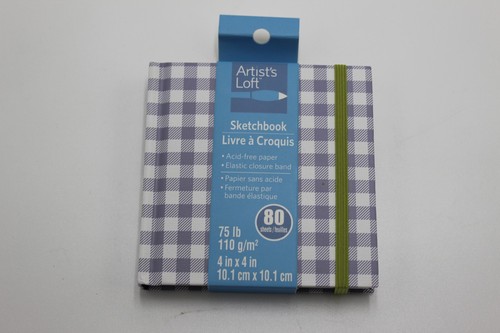 Artist's
Loft™
Sketchbook
Livre à Croquis
• Acid-free paper
• Elastic closure band
• Papier sans acide
• Fermeture par
bande élastique
80
sheets / feuilles
75 lb
110 g/m²
4 in x 4 in
10.1 cm x 10.1 cm